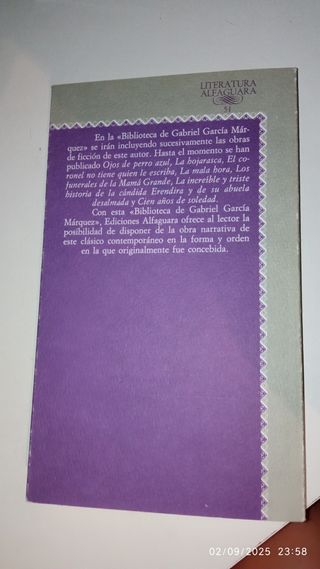 LITERATURA
ALFAGUARA
51
En la «Biblioteca de Gabriel García Már-
quez» se irán incluyendo sucesivamente las obras
de ficción de este autor. Hasta el momento se han
publicado Ojos de perro azul, La hojarasca, El co-
ronel no tiene quien le escriba, La mala hora, Los
funerales de la Mamá Grande, La increíble y triste
historia de la cándida Eréndira y de su abuela
desalmada y Cien años de soledad.
Con esta «Biblioteca de Gabriel García
Márquez», Ediciones Alfaguara ofrece al lector la
posibilidad de disponer de la obra narrativa de
este clásico contemporáneo en la forma y orden
en la que originalmente fue concebida.
02/09/2025 23:58